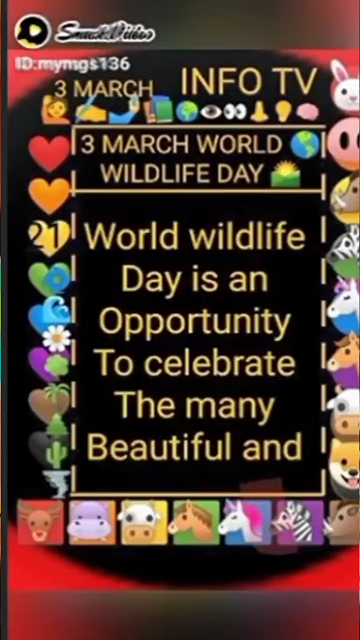 SnackVideo
ID:mymgs136
3 MARCH INFO TV
3 MARCH WORLD
WILDLIFE DAY
21
World wildlife
Day is an
Opportunity
To celebrate
The many
Beautiful and